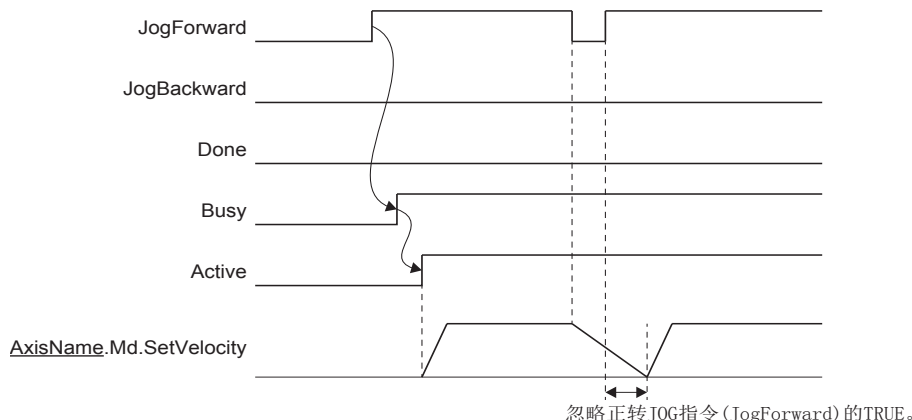 JogForward
JogBackward
Done
Busy
Active
AxisName.Md.SetVelocity
忽略正转JOG指令(JogForward)的TRUE。